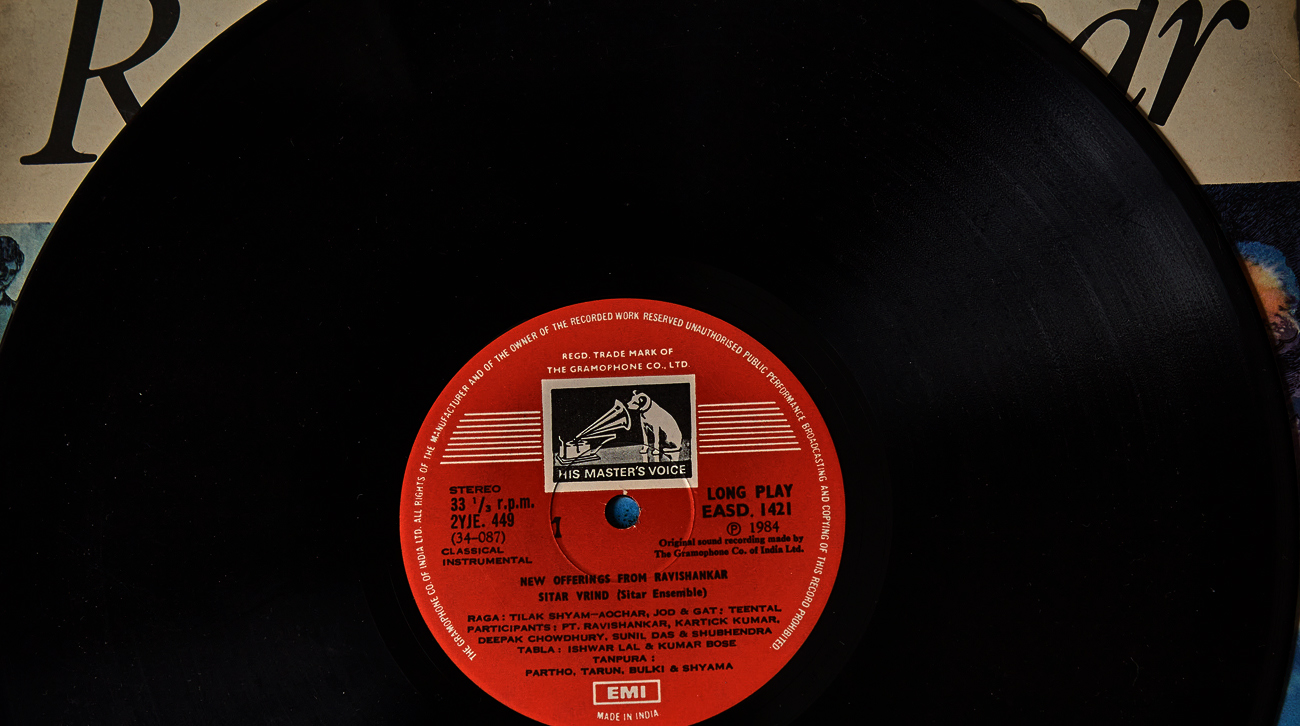 R
ar
THE GRAMOPHONE CO. OF INDIA LTD. ALL RIGHTS OF THE MANUFACTURER AND OF THE OWNER OF THE RECORDED WORK RESERVED UNAUTHORISED PUBLIC PERFORMANCE BROADCASTING AND COPYING OF THIS RECORD PROHIBITED.
REGD. TRADE MARK OF
THE GRAMOPHONE CO., LTD.
HIS MASTER'S VOICE
STEREO
33 1/3 r.p.m.
2YJE. 449
(34-087)
CLASSICAL
INSTRUMENTAL
1
LONG PLAY
EASD. 1421
Ⓟ 1984
Original sound recording made by
The Gramophone Co. of India Ltd.
NEW OFFERINGS FROM RAVISHANKAR
SITAR VRIND (Sitar Ensemble)
RAGA: TILAK SHYAM—AOCHAR, JOD & GAT; TEENTAL
PARTICIPANTS: PT. RAVISHANKAR, KARTICK KUMAR,
DEEPAK CHOWDHURY, SUNIL DAS & SHUBHENDRA
TABLA: ISHWAR LAL & KUMAR BOSE
TANPURA:
PARTHO, TARUN, BULKI & SHYAMA
EMI
MADE IN INDIA